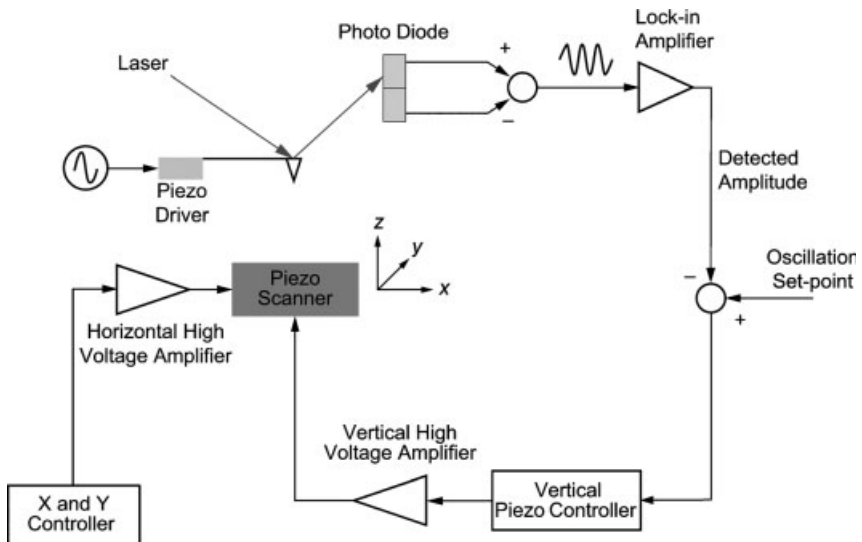 Photo Diode
+
−
Lock-in
Amplifier
Laser
Piezo
Driver
Detected
Amplitude
z
y
x
Piezo
Scanner
Oscillation
Set-point
−
+
Horizontal High
Voltage Amplifier
Vertical High
Voltage Amplifier
X and Y
Controller
Vertical
Piezo Controller